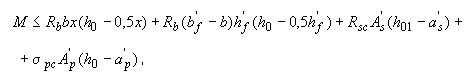 M ≤ R_b bx(h_0 − 0,5x) + R_b(b'_f − b)h'_f(h_0 − 0,5h'_f) + R_sc A'_s(h_01 − a'_s) +
+ σ_pc A'_p(h_0 − a'_p).